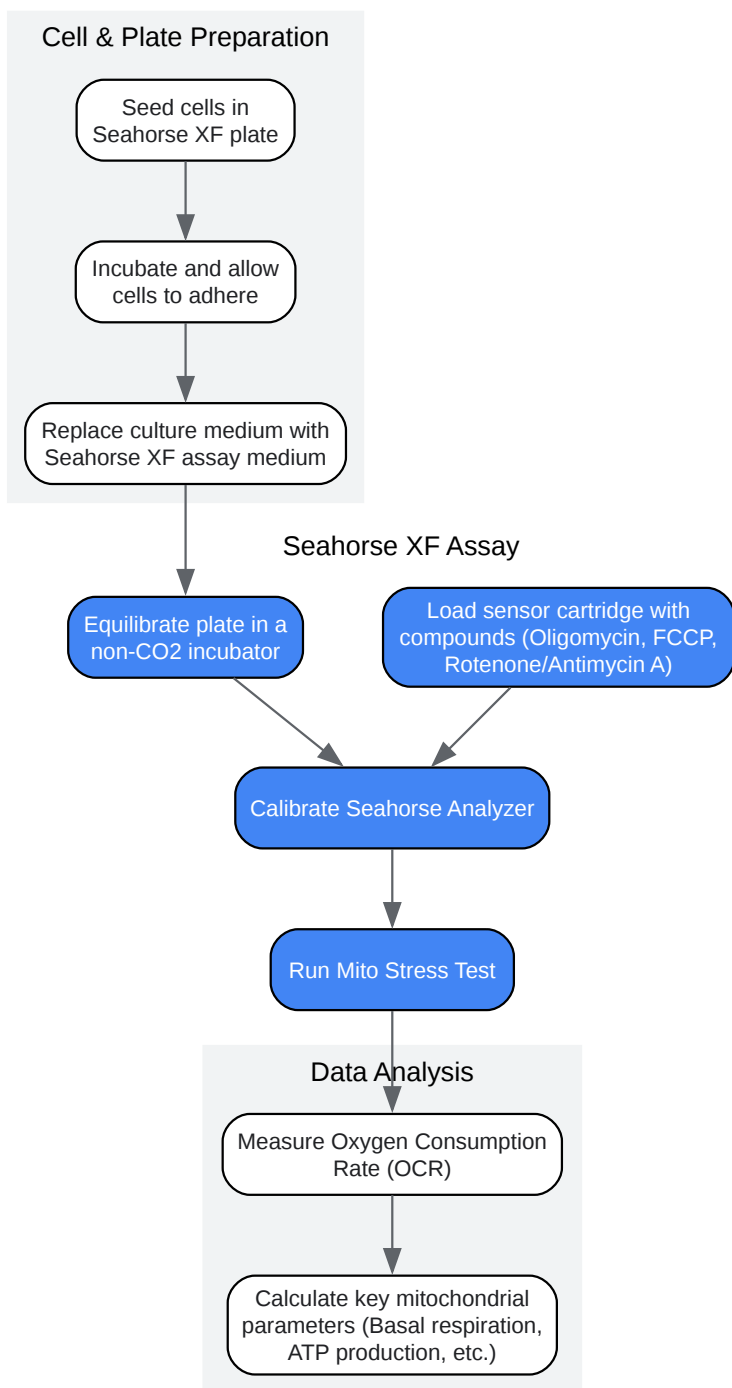 Cell & Plate Preparation
Seed cells in
Seahorse XF plate
Incubate and allow
cells to adhere
Replace culture medium with
Seahorse XF assay medium
Seahorse XF Assay
Equilibrate plate in a
non-CO2 incubator
Load sensor cartridge with
compounds (Oligomycin, FCCP,
Rotenone/Antimycin A)
Calibrate Seahorse Analyzer
Run Mito Stress Test
Data Analysis
Measure Oxygen Consumption
Rate (OCR)
Calculate key mitochondrial
parameters (Basal respiration,
ATP production, etc.)